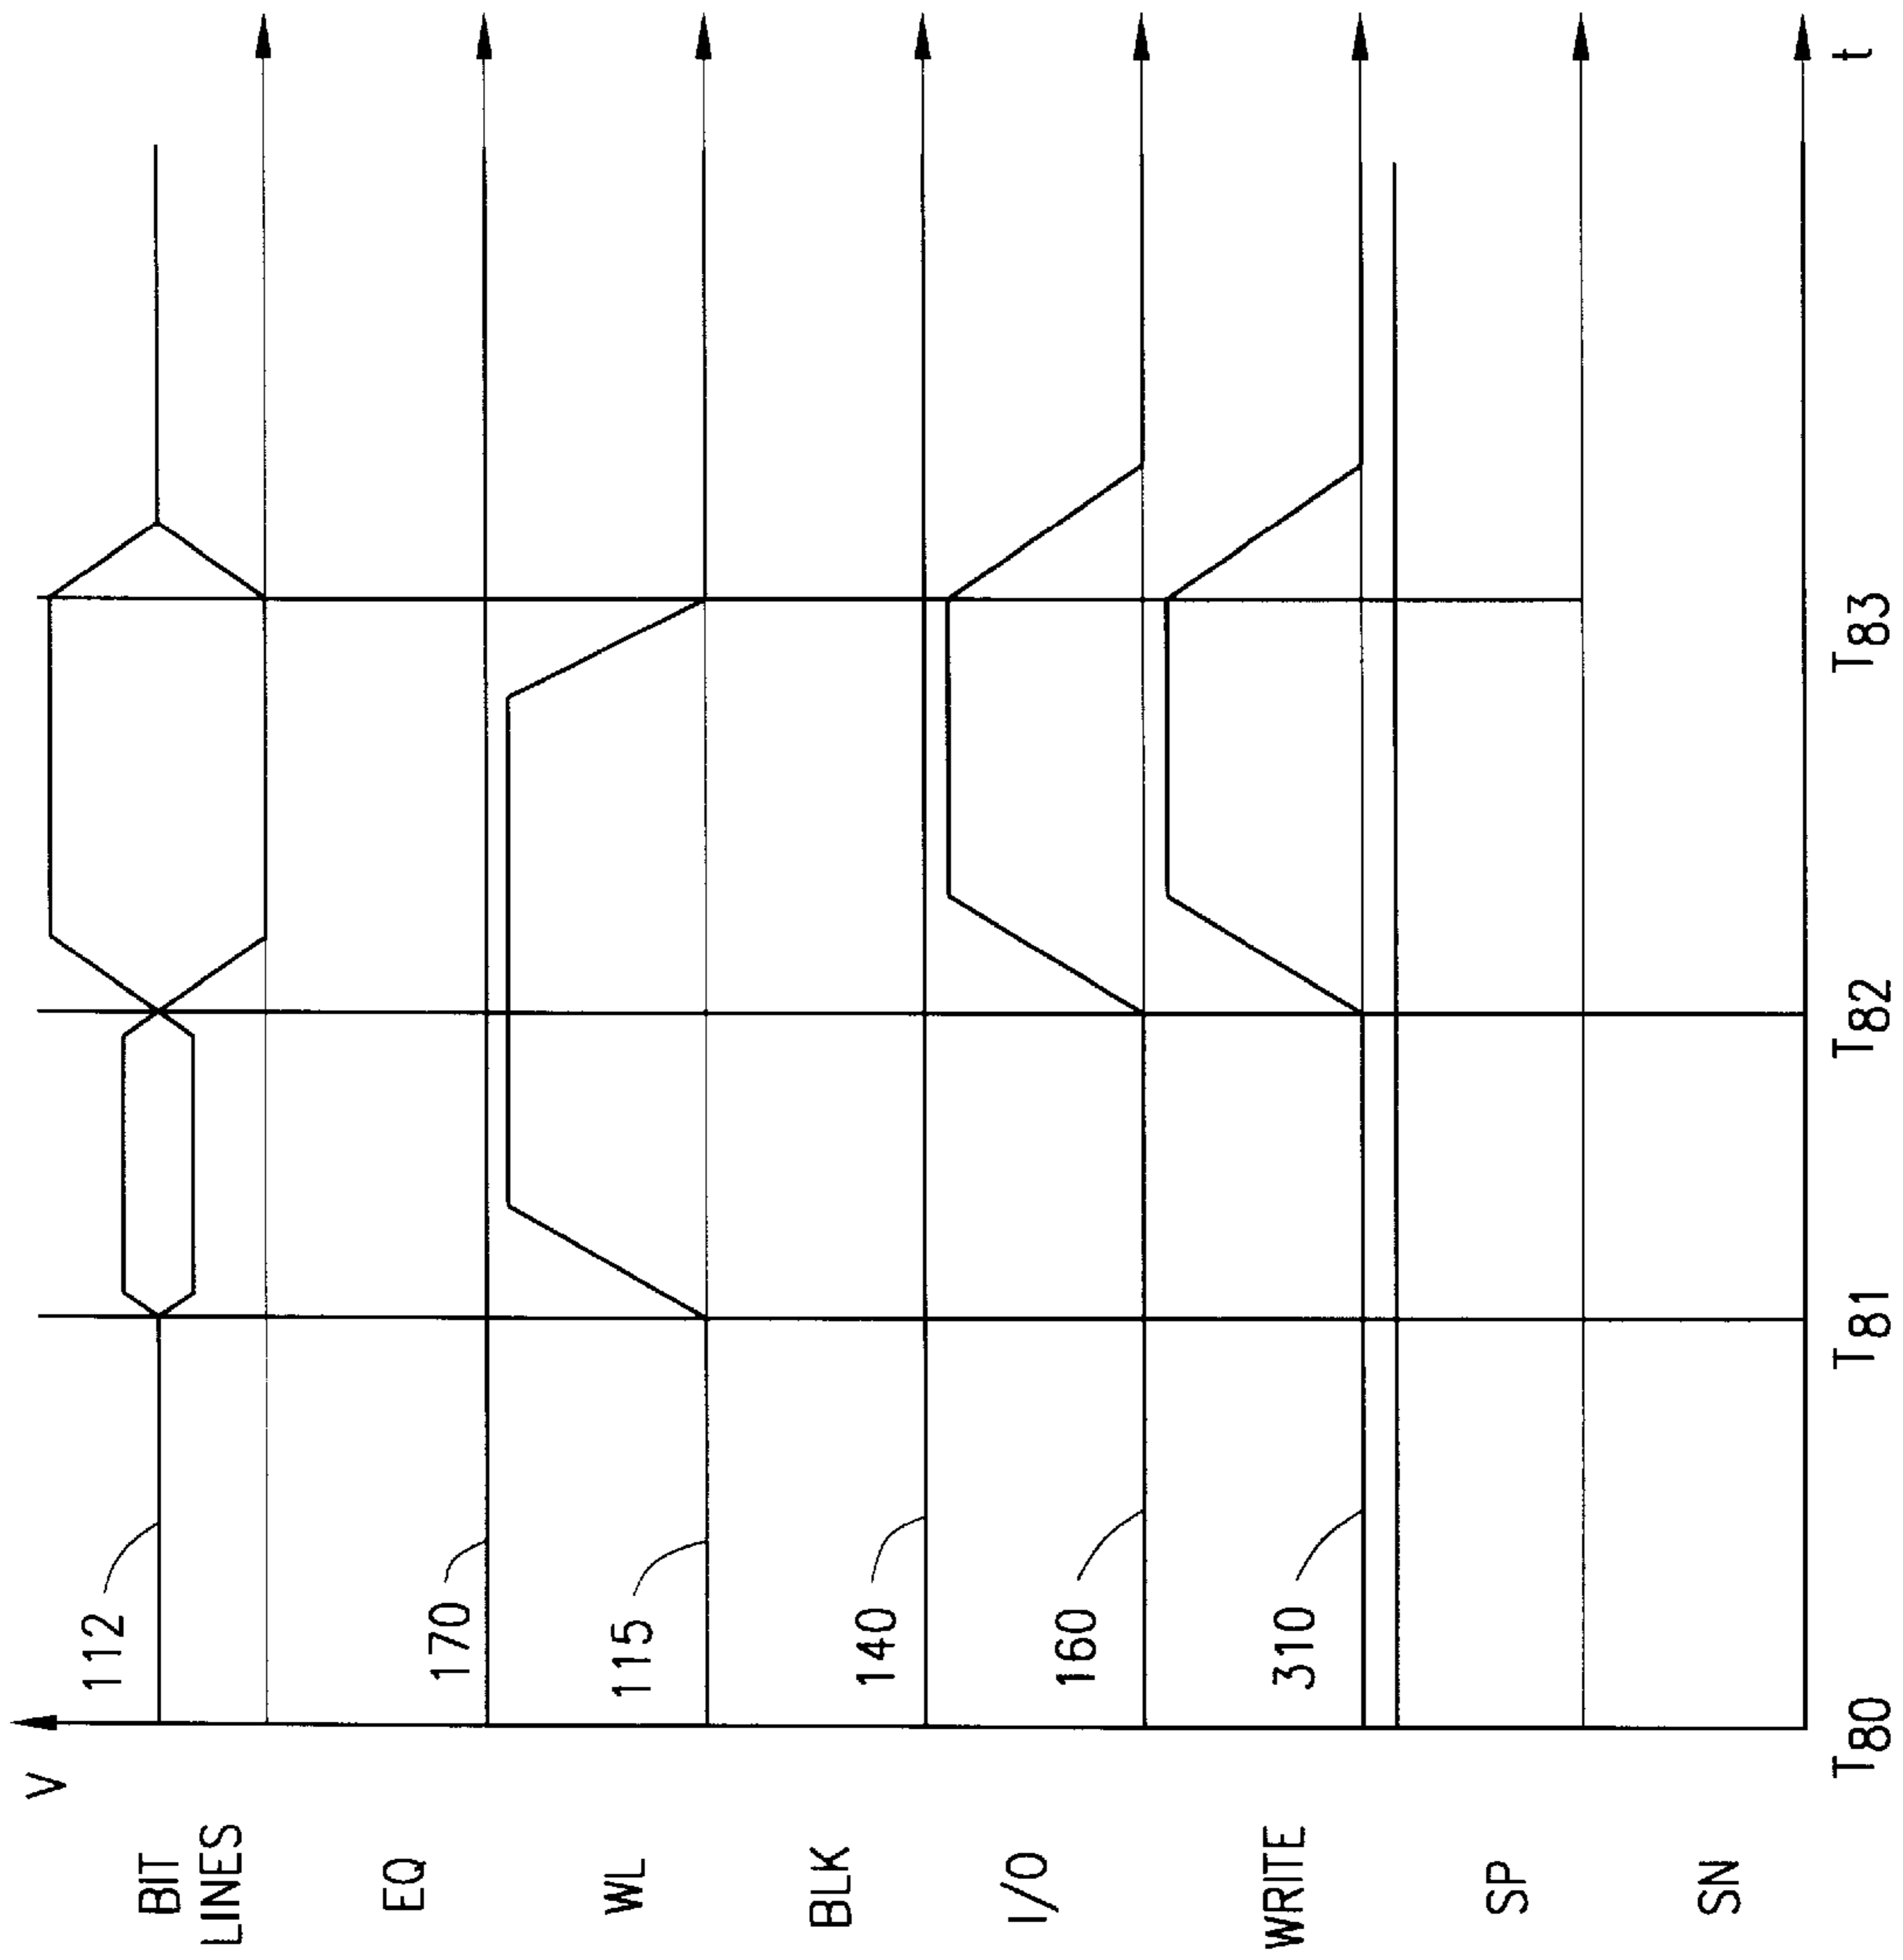 V
BIT
LINES
112
EQ
170
WL
115
BLK
140
I/O
160
WRITE
310
SP
SN
T80
T81
T82
T83
t